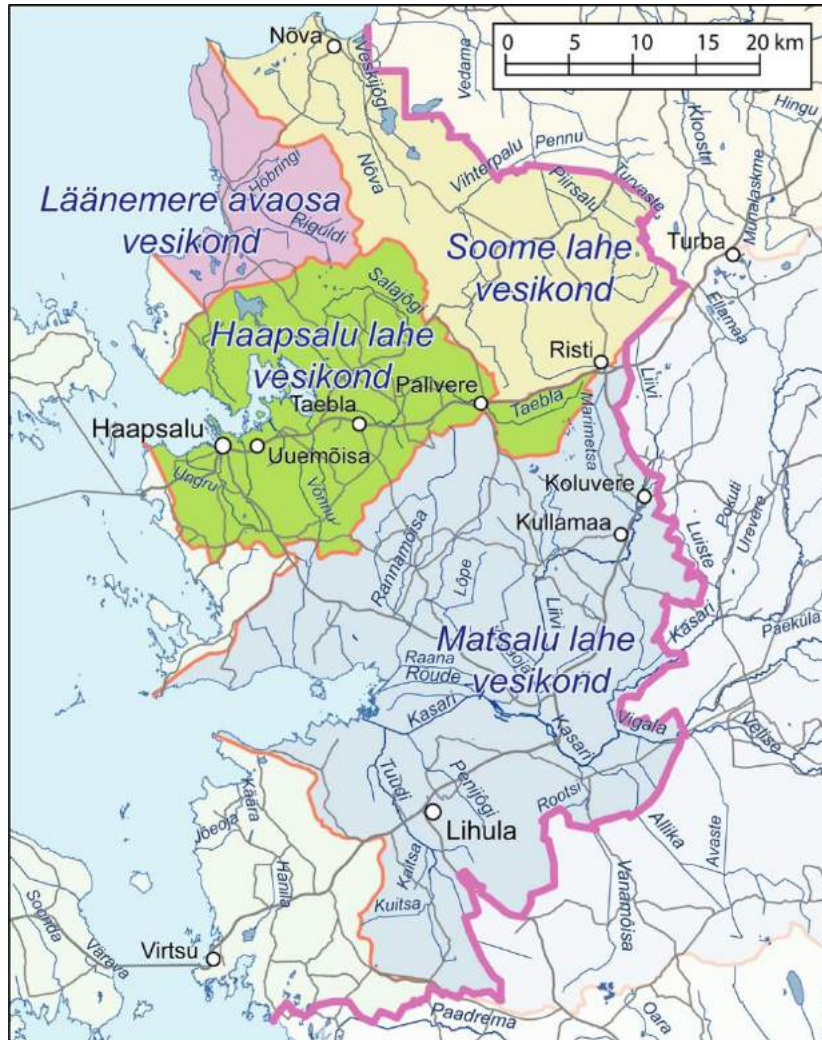 Nõva
0 5 10 15 20 km
Veskijõgi
Vedama
Kloostri
Hingu
Munalaskme
Pennu
Vihterpalu
Nõva
Piirsalu
Turvaste
Höbringi
Läänemere avaosa
vesikond
Riguldi
Soome lahe
vesikond
Turba
Salajõgi
Ellamaa
Haapsalu lahe
vesikond
Risti
Liivi
Palivere
Taebla
Taebla
Marimetsa
Haapsalu
Uuemõisa
Ungru
Võnnu
Koluvere
Kullamaa
Pokuti
Urevere
Luiste
Rannamõisa
Lõpe
Liivi
Kasari
Päeküla
Matsalu lahe
vesikond
Raana
Rõude
Kasari
Kasari
Vigala
Velise
Tuudi
Penijõgi
Rootsi
Lihula
Allika
Avaste
Käära
Jõeoja
Hanila
Kaitsa
Kuitsa
Vanamõisa
Soonda
Värava
Virtsu
Paadrema
Oara